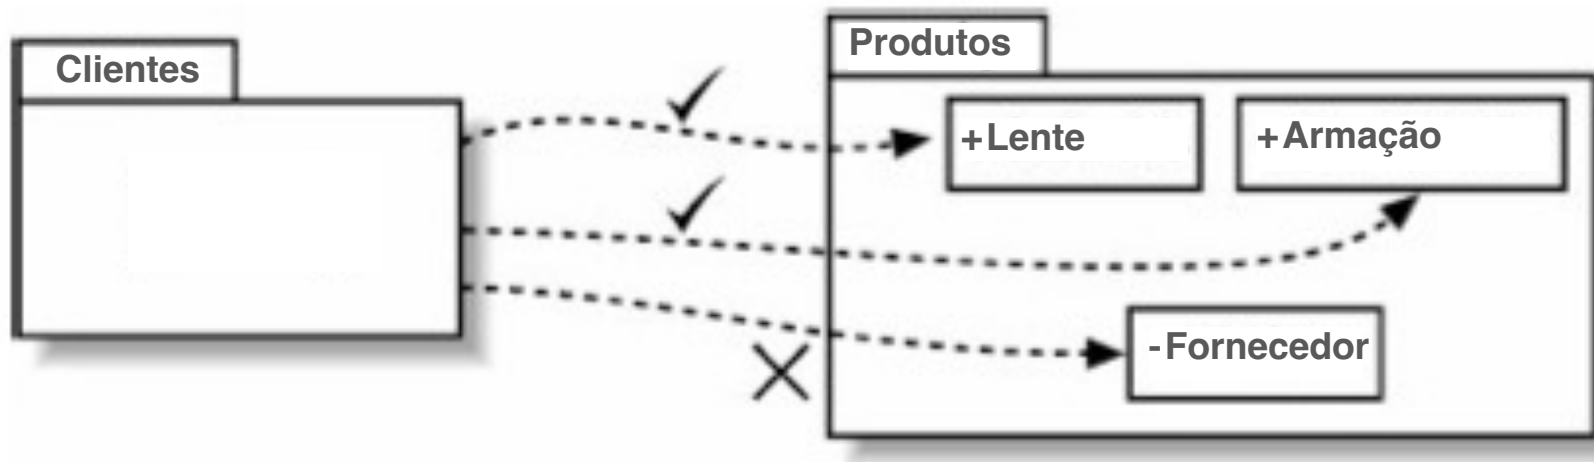 Clientes
Produtos
+Lente
+Armação
-Fornecedor